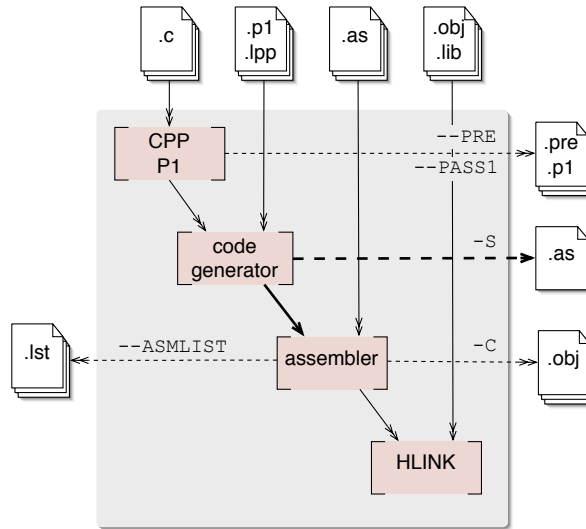 .c
.p1
.lpp
.as
.obj
.lib
CPP
P1
--PRE
--PASS1
.pre
.p1
code
generator
-S
.as
.lst
--ASMLIST
assembler
-C
.obj
HLINK